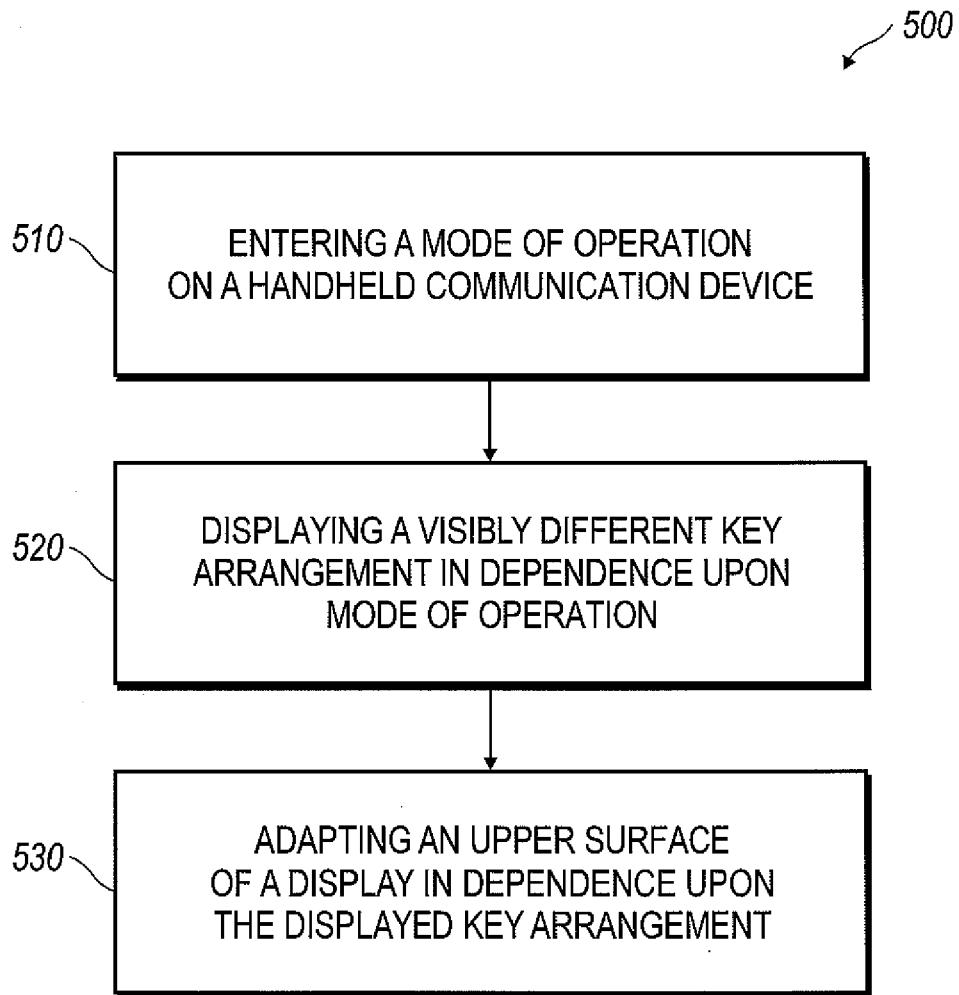 500
510
ENTERING A MODE OF OPERATION
ON A HANDHELD COMMUNICATION DEVICE
520
DISPLAYING A VISIBLY DIFFERENT KEY
ARRANGEMENT IN DEPENDENCE UPON
MODE OF OPERATION
530
ADAPTING AN UPPER SURFACE
OF A DISPLAY IN DEPENDENCE UPON
THE DISPLAYED KEY ARRANGEMENT